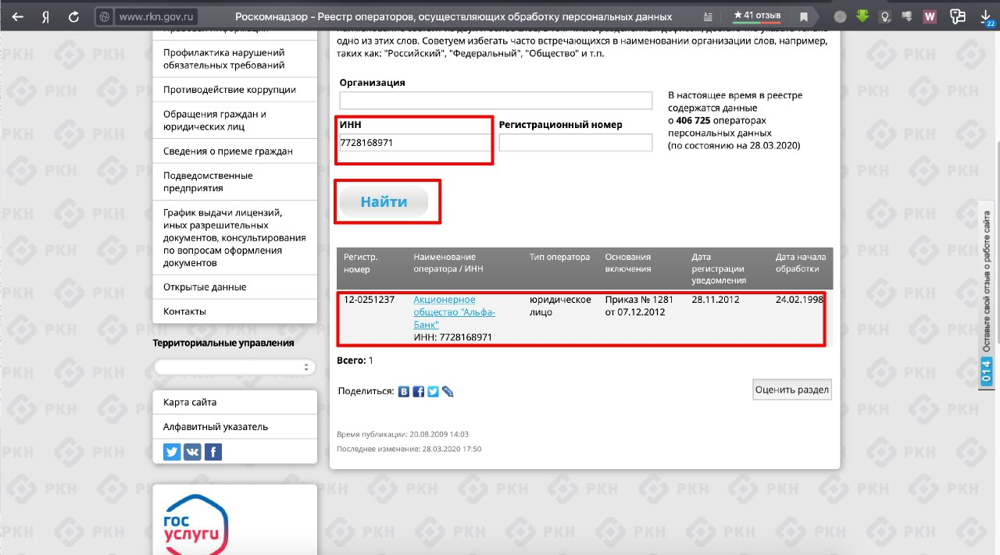 www.rkn.gov.ru
Роскомнадзор - Реестр операторов, осуществляющих обработку персональных данных
★ 41 отзыв
W
22
Профилактика нарушений
обязательных требований
Противодействие коррупции
Обращения граждан и
юридических лиц
Сведения о приеме граждан
Подведомственные
предприятия
График выдачи лицензий,
иных разрешительных
документов, консультирования
по вопросам оформления
документов
Открытые данные
Контакты
Территориальные управления
Карта сайта
Алфавитный указатель
гос
услуги
одно из этих слов. Советуем избегать часто встречающихся в наименовании организации слов, например,
таких как: "Российский", "Федеральный", "Общество" и т.п.
Организация
ИНН
Регистрационный номер
7728168971
В настоящее время в реестре
содержатся данные
о 406 725 операторах
персональных данных
(по состоянию на 28.03.2020)
Найти
Регистр.
номер
Наименование
оператора / ИНН
Тип оператора
Основания
включения
Дата
регистрации
уведомления
Дата начала
обработки
12-0251237
Акционерное
общество "Альфа-
Банк"
ИНН: 7728168971
юридическое
лицо
Приказ № 1281
от 07.12.2012
28.11.2012
24.02.1998
Всего: 1
Поделиться:
Оценить раздел
Время публикации: 20.08.2009 14:03
Последнее изменение: 28.03.2020 17:50
Оставьте свой отзыв о работе сайта
014
РКН